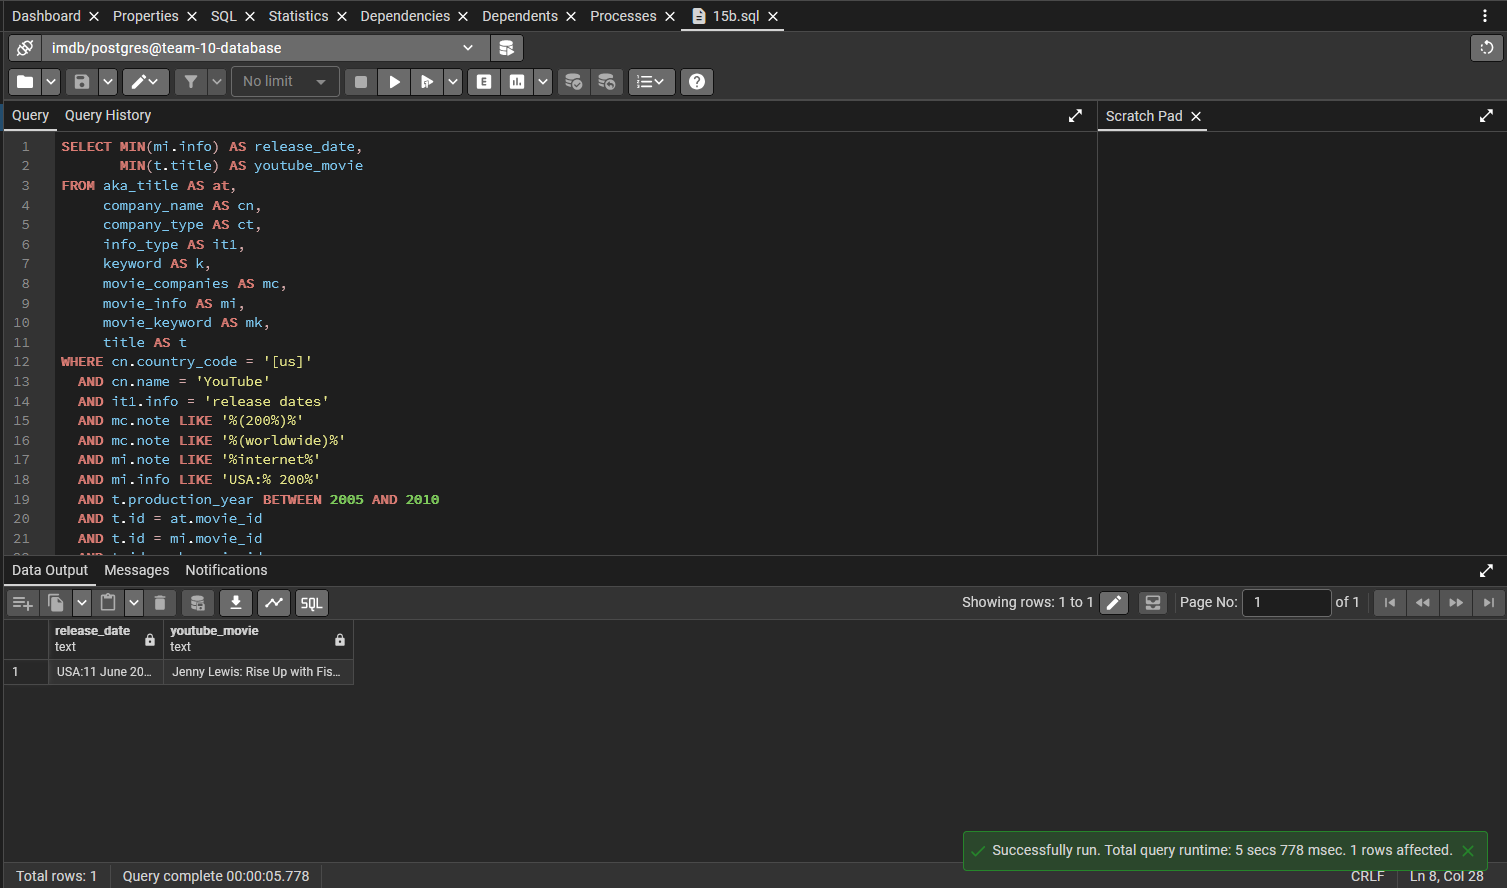 Dashboard Properties SQL Statistics Dependencies Dependents Processes 15b.sql
imdb/postgres@team-10-database
No limit E
Query Query History Scratch Pad
1 SELECT MIN(mi.info) AS release_date,
2 MIN(t.title) AS youtube_movie
3 FROM aka_title AS at,
4 company_name AS cn,
5 company_type AS ct,
6 info_type AS it1,
7 keyword AS k,
8 movie_companies AS mc,
9 movie_info AS mi,
10 movie_keyword AS mk,
11 title AS t
12 WHERE cn.country_code = '[us]'
13 AND cn.name = 'YouTube'
14 AND it1.info = 'release dates'
15 AND mc.note LIKE '%(200%)%'
16 AND mc.note LIKE '%(worldwide)%'
17 AND mi.note LIKE '%internet%'
18 AND mi.info LIKE 'USA:% 200%'
19 AND t.production_year BETWEEN 2005 AND 2010
20 AND t.id = at.movie_id
21 AND t.id = mi.movie_id
Data Output Messages Notifications
SQL Showing rows: 1 to 1 Page No: 1 of 1
release_date youtube_movie
text text
1 USA:11 June 20… Jenny Lewis: Rise Up with Fis…
Successfully run. Total query runtime: 5 secs 778 msec. 1 rows affected.
Total rows: 1 Query complete 00:00:05.778 CRLF Ln 8, Col 28